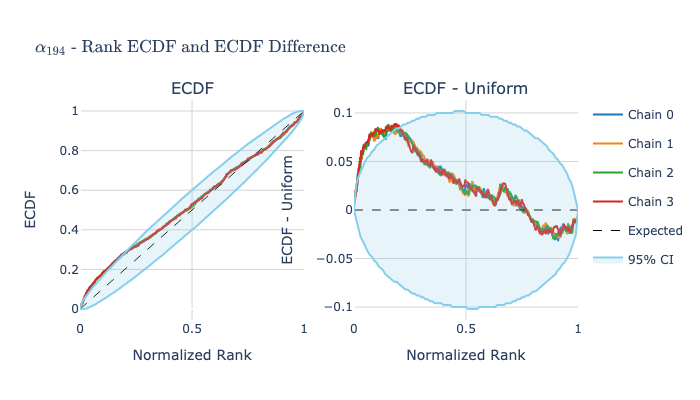 α₁₉₄ - Rank ECDF and ECDF Difference
ECDF
ECDF
1
0.8
0.6
0.4
0.2
0
0
0.5
1
Normalized Rank
ECDF - Uniform
ECDF - Uniform
0.1
0.05
0
−0.05
−0.1
0
0.5
1
Normalized Rank
Chain 0
Chain 1
Chain 2
Chain 3
Expected
95% CI